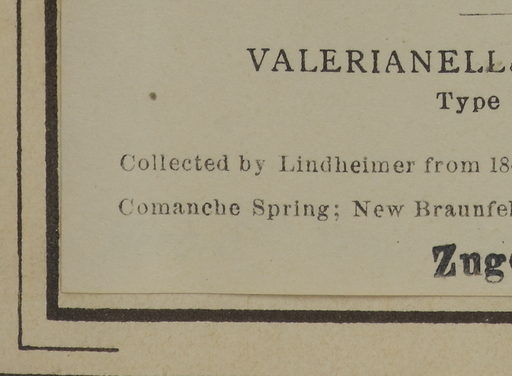 VALERIANELL
Type
Collected by Lindheimer from 18
Comanche Spring; New Braunfel
Zug